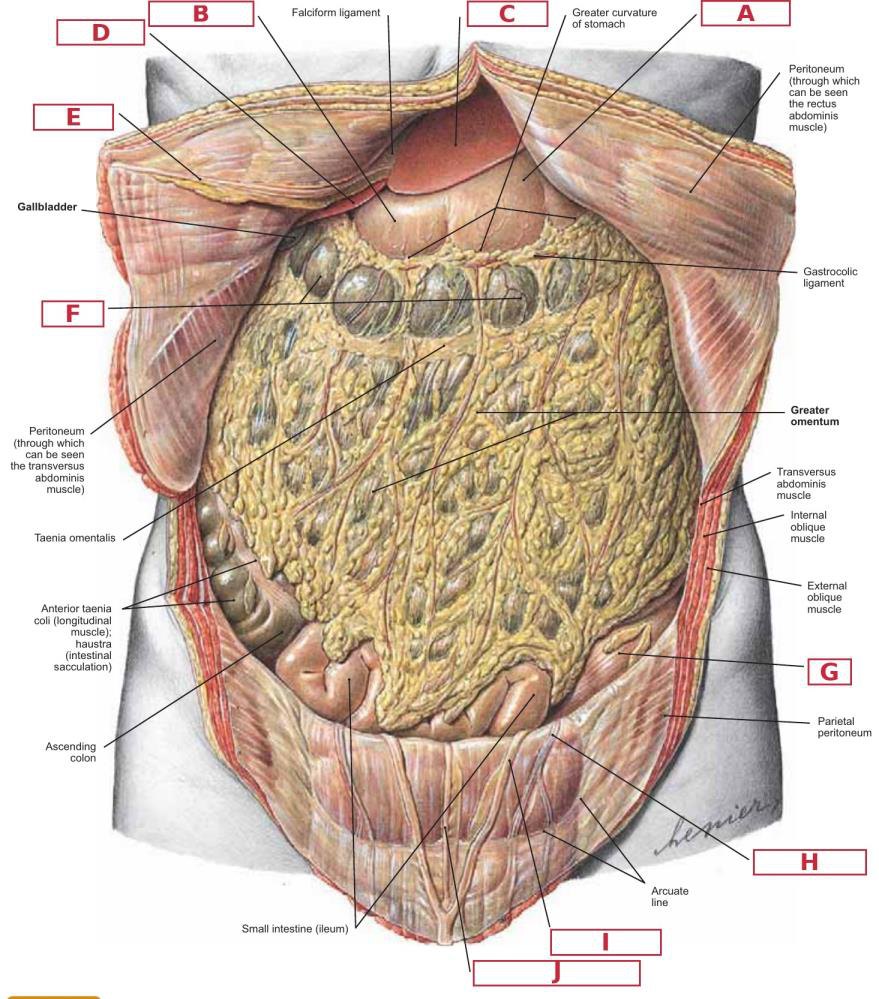 B
Falciform ligament
C
Greater curvature
of stomach
A
D
Peritoneum
(through which
can be seen
the rectus
abdominis
muscle)
E
Gallbladder
Gastrocolic
ligament
F
Greater
omentum
Peritoneum
(through which
can be seen
the transversus
abdominis
muscle)
Transversus
abdominis
muscle
Internal
oblique
muscle
Taenia omentalis
External
oblique
muscle
Anterior taenia
coli (longitudinal
muscle);
haustra
(intestinal
sacculation)
G
Parietal
peritoneum
Ascending
colon
H
Arcuate
line
Small intestine (ileum)
I
J